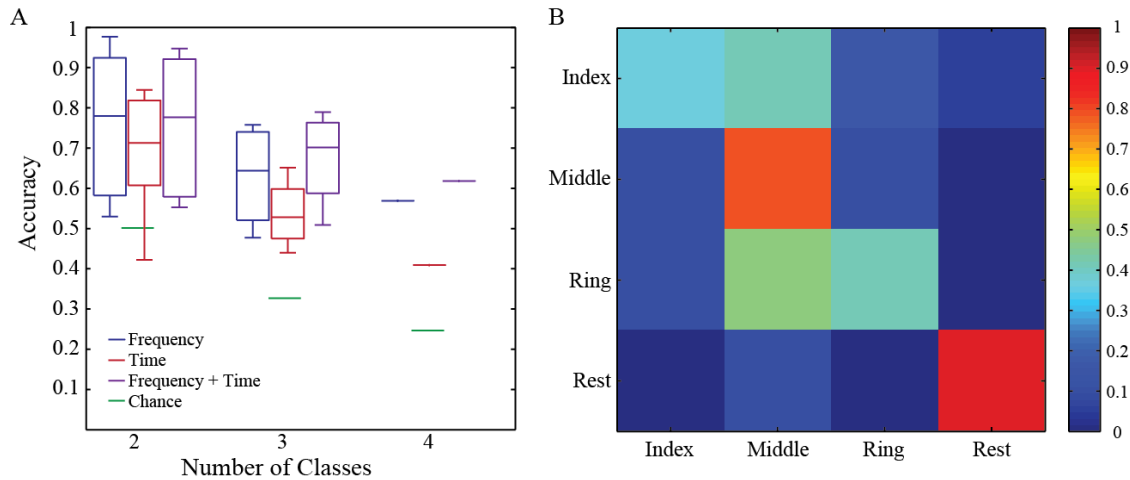 A
B
Accuracy
1
0.9
0.8
0.7
0.6
0.5
0.4
0.3
0.2
0.1
Frequency
Time
Frequency + Time
Chance
2
3
4
Number of Classes
Index
Middle
Ring
Rest
Index
Middle
Ring
Rest
1
0.9
0.8
0.7
0.6
0.5
0.4
0.3
0.2
0.1
0